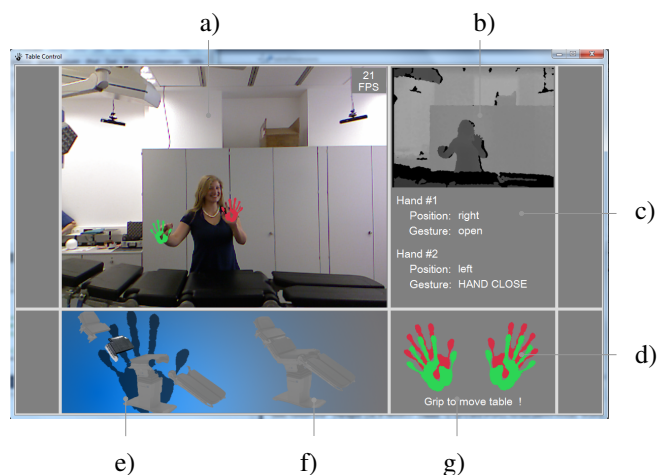 a)
b)
Table Control
21
FPS
Hand #1
Position: right
Gesture: open
c)
Hand #2
Position: left
Gesture: HAND CLOSE
d)
Grip to move table !
e)
f)
g)